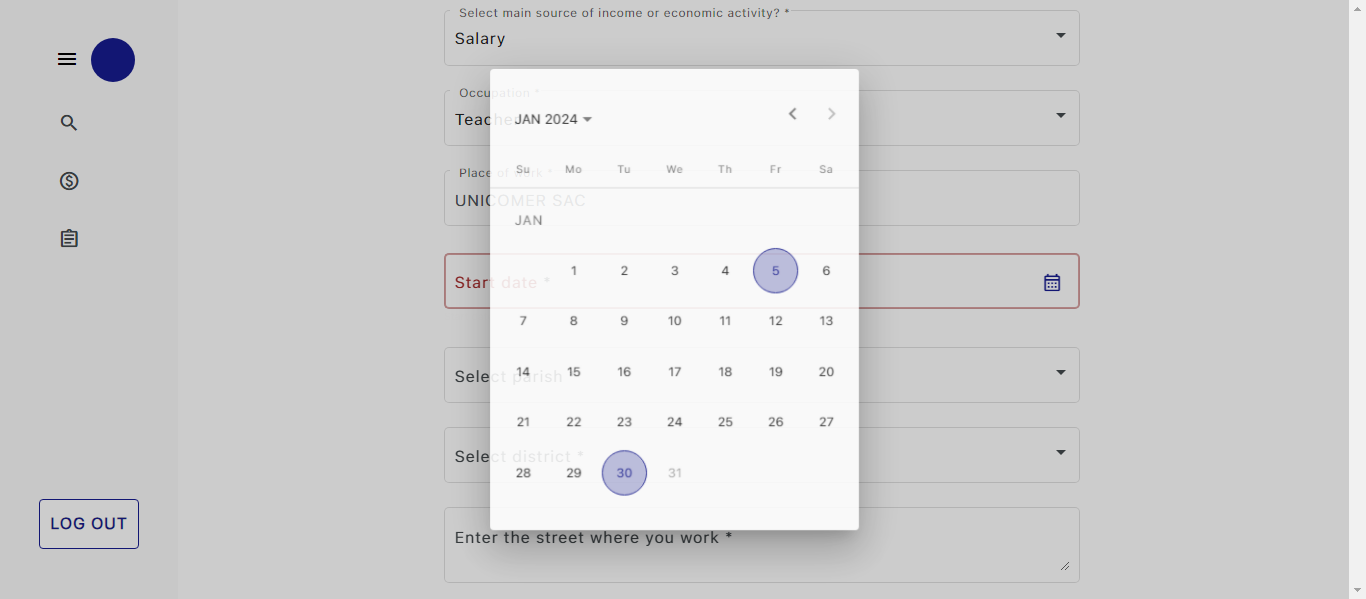 Select main source of income or economic activity? *
Salary
Occupation *
Teacher
Place of work *
UNICOMER SAC
Start date *
Select parish
Select district *
Enter the street where you work *
LOG OUT
JAN 2024
Su Mo Tu We Th Fr Sa
JAN
1 2 3 4 5 6
7 8 9 10 11 12 13
14 15 16 17 18 19 20
21 22 23 24 25 26 27
28 29 30 31